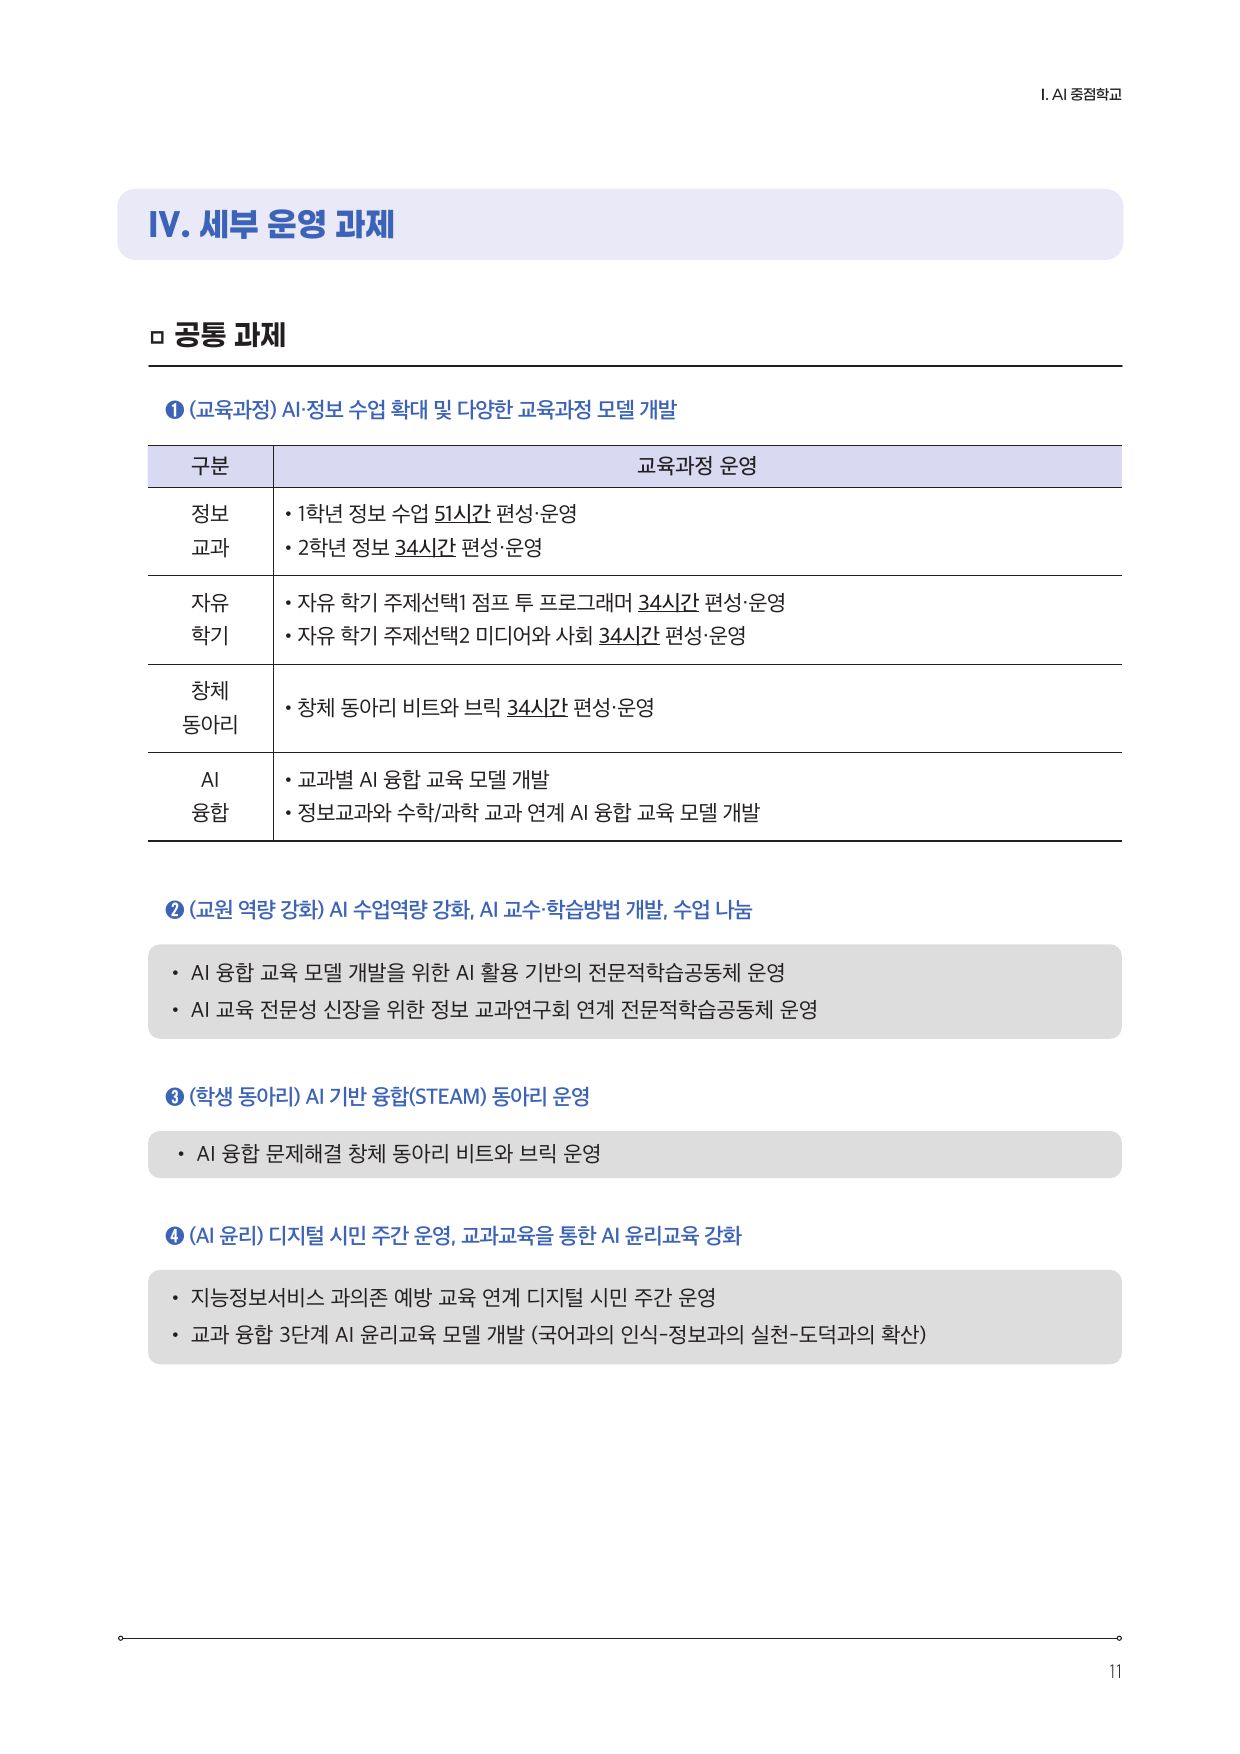 I. AI 중점학교
IV. 세부 운영 과제
□ 공통 과제
❶ (교육과정) AI·정보 수업 확대 및 다양한 교육과정 모델 개발
구분 교육과정 운영
정보
교과
• 1학년 정보 수업 51시간 편성·운영
• 2학년 정보 34시간 편성·운영
자유
학기
• 자유 학기 주제선택1 점프 투 프로그래머 34시간 편성·운영
• 자유 학기 주제선택2 미디어와 사회 34시간 편성·운영
창체
동아리
• 창체 동아리 비트와 브릭 34시간 편성·운영
AI
융합
• 교과별 AI 융합 교육 모델 개발
• 정보교과와 수학/과학 교과 연계 AI 융합 교육 모델 개발
❷ (교원 역량 강화) AI 수업역량 강화, AI 교수·학습방법 개발, 수업 나눔
• AI 융합 교육 모델 개발을 위한 AI 활용 기반의 전문적학습공동체 운영
• AI 교육 전문성 신장을 위한 정보 교과연구회 연계 전문적학습공동체 운영
❸ (학생 동아리) AI 기반 융합(STEAM) 동아리 운영
• AI 융합 문제해결 창체 동아리 비트와 브릭 운영
❹ (AI 윤리) 디지털 시민 주간 운영, 교과교육을 통한 AI 윤리교육 강화
• 지능정보서비스 과의존 예방 교육 연계 디지털 시민 주간 운영
• 교과 융합 3단계 AI 윤리교육 모델 개발 (국어과의 인식-정보과의 실천-도덕과의 확산)
11